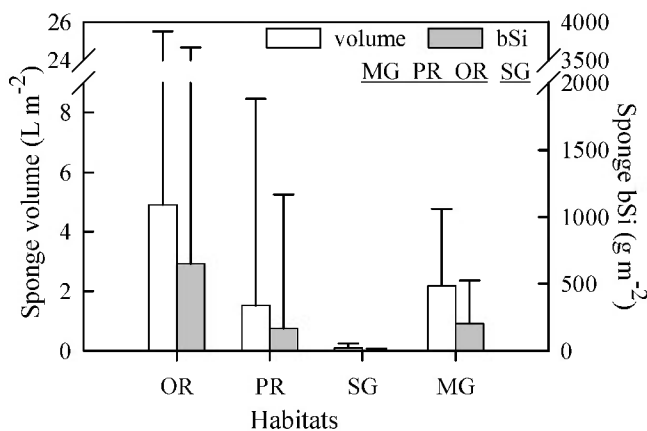 26
24
8
6
4
2
0
Sponge volume (L m-2)
volume bSi
MG PR OR SG
4000
3500
2000
1500
1000
500
0
Sponge bSi (g m-2)
OR PR SG MG
Habitats